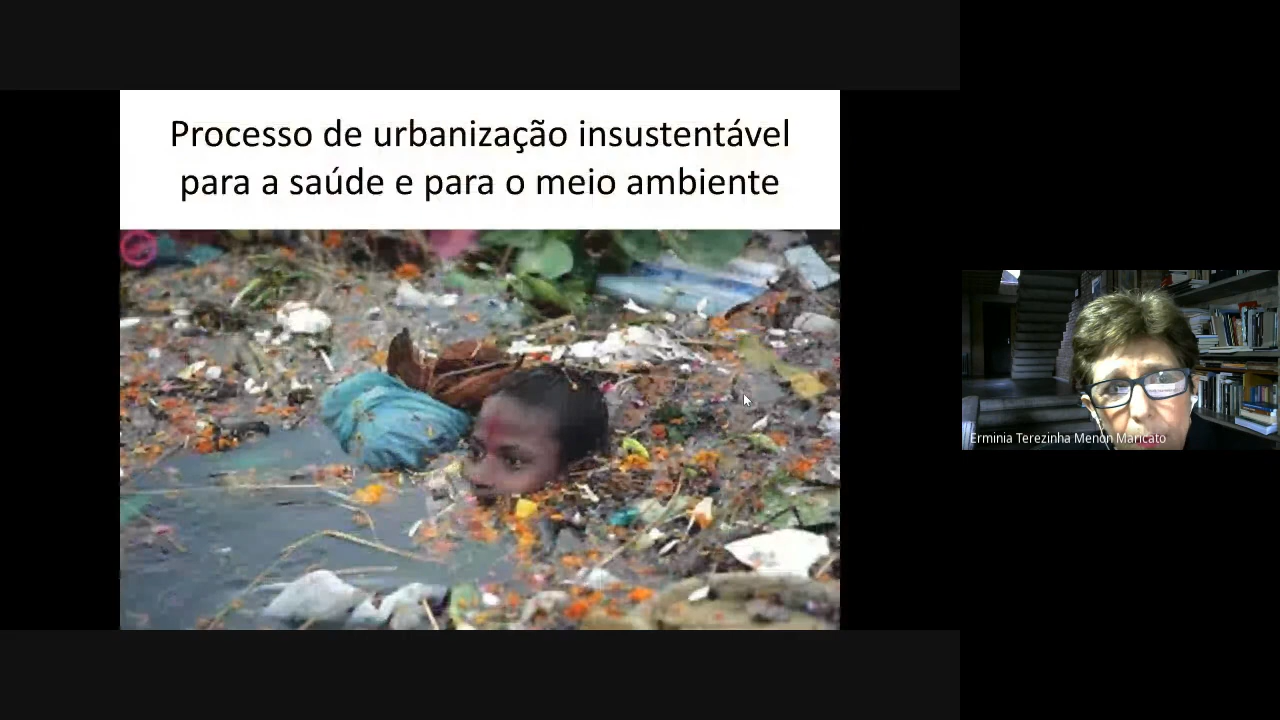 Processo de urbanização insustentável
para a saúde e para o meio ambiente
Erminia Terezinha Menon Maricato